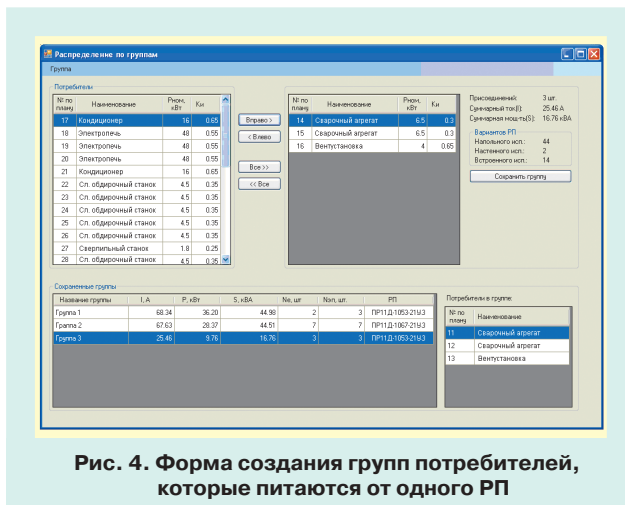 Распределение по группам
Группа
Потребители
№ по плану Наименование Рном, кВт Ки
17 Кондиционер 16 0.65
18 Электропечь 48 0.55
19 Электропечь 48 0.55
20 Электропечь 48 0.55
21 Кондиционер 16 0.65
22 Сл. обдирочный станок 4.5 0.35
23 Сл. обдирочный станок 4.5 0.35
24 Сл. обдирочный станок 4.5 0.35
25 Сл. обдирочный станок 4.5 0.35
26 Сл. обдирочный станок 4.5 0.35
27 Сверлильный станок 1.8 0.25
28 Сл. обдирочный станок 4.5 0.35
Вправо >
< Влево
Все >>
<< Все
№ по плану Наименование Рном, кВт Ки
14 Сварочный агрегат 6.5 0.3
15 Сварочный агрегат 6.5 0.3
16 Вентустановка 4 0.65
Присоединений: 3 шт.
Суммарный ток(I): 25.46 А
Суммарная мощ-ть(S): 16.76 кВА
Вариантов РП
Напольного исп.: 44
Настенного исп.: 2
Встроенного исп.: 14
Сохранить группу
Сохраненные группы
Название группы I, А Р, кВт S, кВА Nе, шт Nэп, шт. РП
Группа 1 68.34 36.20 44.98 2 3 ПР11Д-1053-21У3
Граппа 2 67.63 28.37 44.51 7 7 ПР11Д-1067-21У3
Группа 3 25.46 9.76 16.76 3 3 ПР11Д-1053-21У3
Потребители в группе:
№ по плану Наименование
11 Сварочный агрегат
12 Сварочный агрегат
13 Вентустановка
Рис. 4. Форма создания групп потребителей,
которые питаются от одного РП